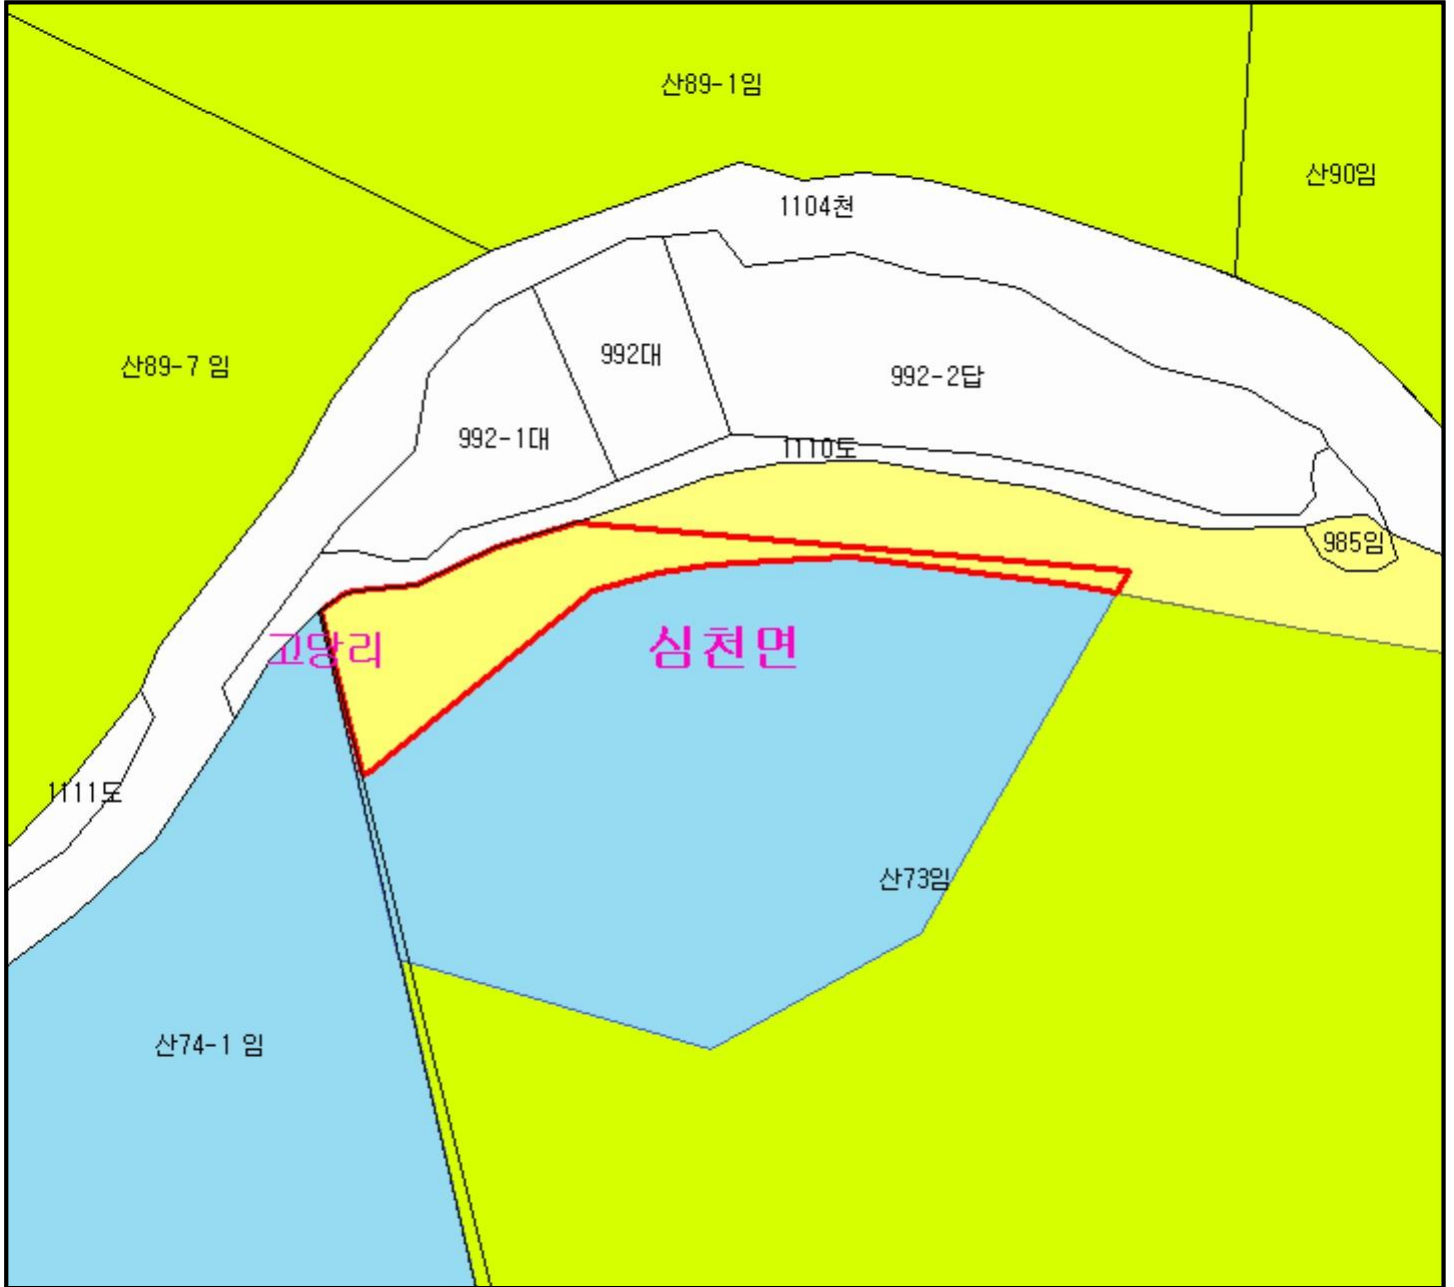 산89-1임
산90임
1104천
992대
산89-7 임
992-2답
992-1대
1110도
985임
고당리
심천면
1111도
산73임
산74-1 임